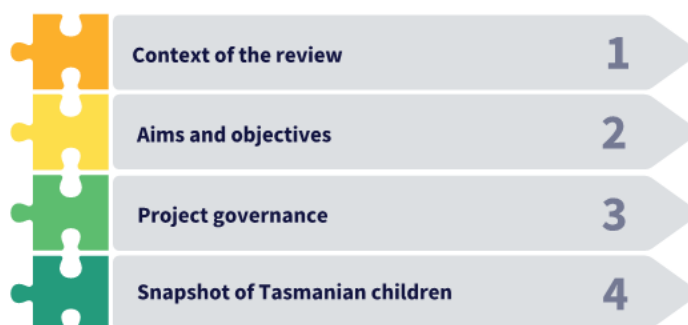 Context of the review 1
Aims and objectives 2
Project governance 3
Snapshot of Tasmanian children 4